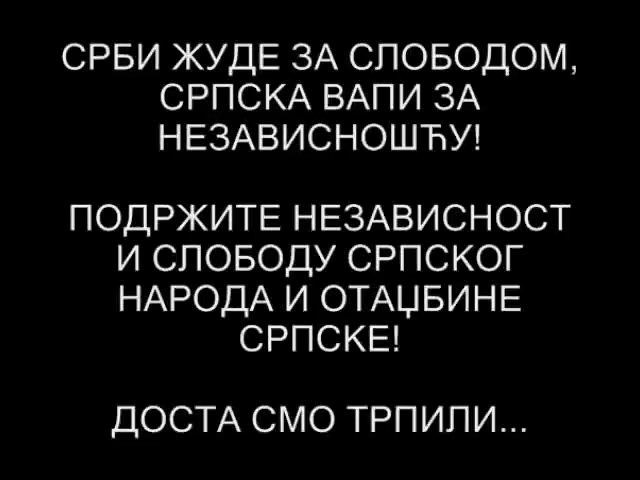 СРБИ ЖУДЕ ЗА СЛОБОДОМ,
СРПСКА ВАПИ ЗА
НЕЗАВИСНОШЋУ!
ПОДРЖИТЕ НЕЗАВИСНОСТ
И СЛОБОДУ СРПСКОГ
НАРОДА И ОТАЏБИНЕ
СРПСКЕ!
ДОСТА СМО ТРПИЛИ...